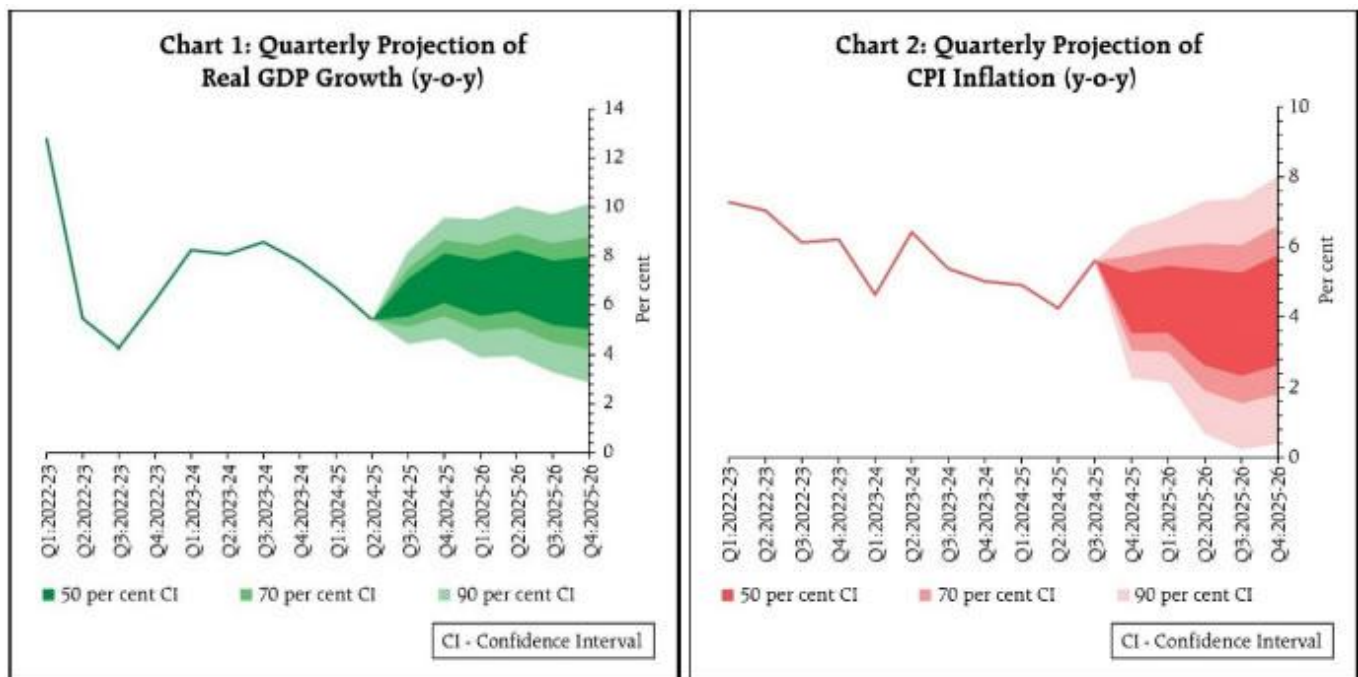 Chart 1: Quarterly Projection of
Real GDP Growth (y-o-y)
14
12
10
8
6
4
2
0
Per cent
Q1:2022-23
Q2:2022-23
Q3:2022-23
Q4:2022-23
Q1:2023-24
Q2:2023-24
Q3:2023-24
Q4:2023-24
Q1:2024-25
Q2:2024-25
Q3:2024-25
Q4:2024-25
Q1:2025-26
Q2:2025-26
Q3:2025-26
Q4:2025-26
50 per cent CI
70 per cent CI
90 per cent CI
CI - Confidence Interval
Chart 2: Quarterly Projection of
CPI Inflation (y-o-y)
10
8
6
4
2
0
Per cent
Q1:2022-23
Q2:2022-23
Q3:2022-23
Q4:2022-23
Q1:2023-24
Q2:2023-24
Q3:2023-24
Q4:2023-24
Q1:2024-25
Q2:2024-25
Q3:2024-25
Q4:2024-25
Q1:2025-26
Q2:2025-26
Q3:2025-26
Q4:2025-26
50 per cent CI
70 per cent CI
90 per cent CI
CI - Confidence Interval